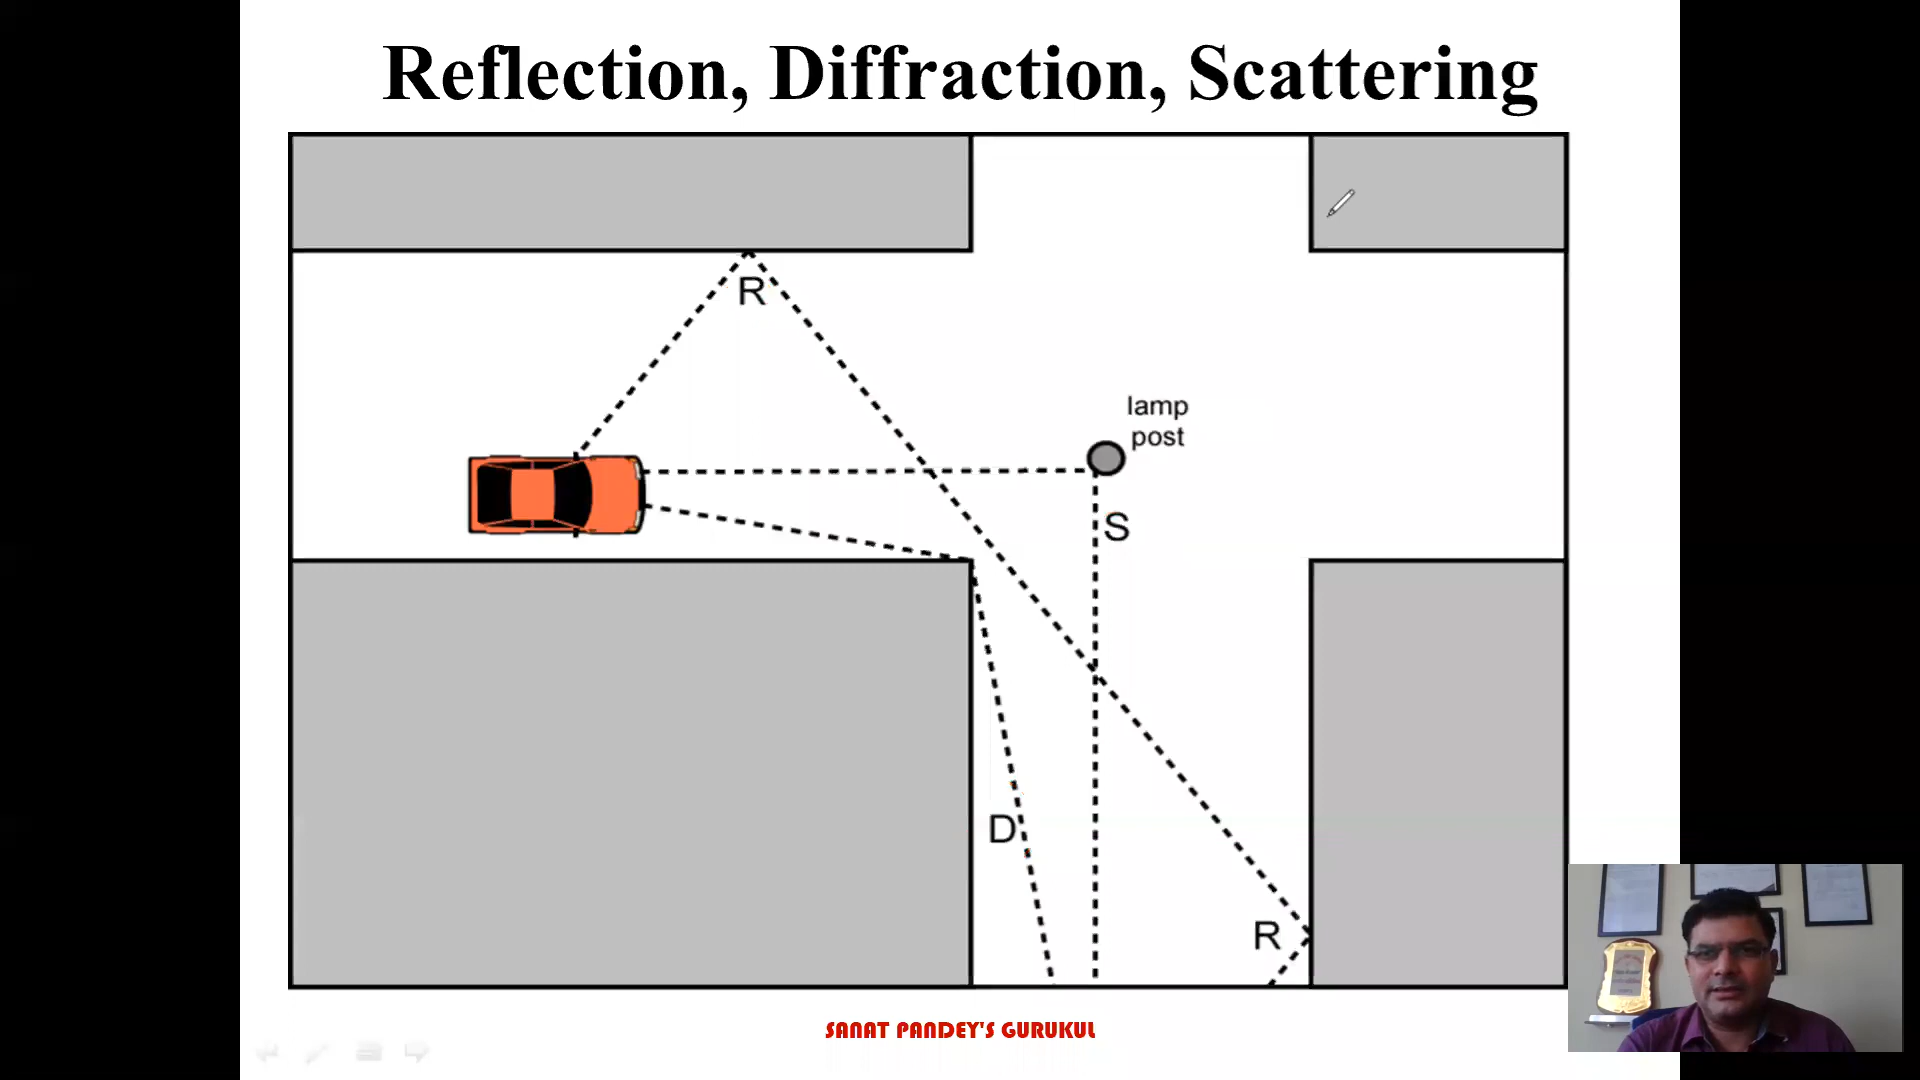 Reflection, Diffraction, Scattering
R
lamp
post
S
D
R
SANAT PANDEY'S GURUKUL